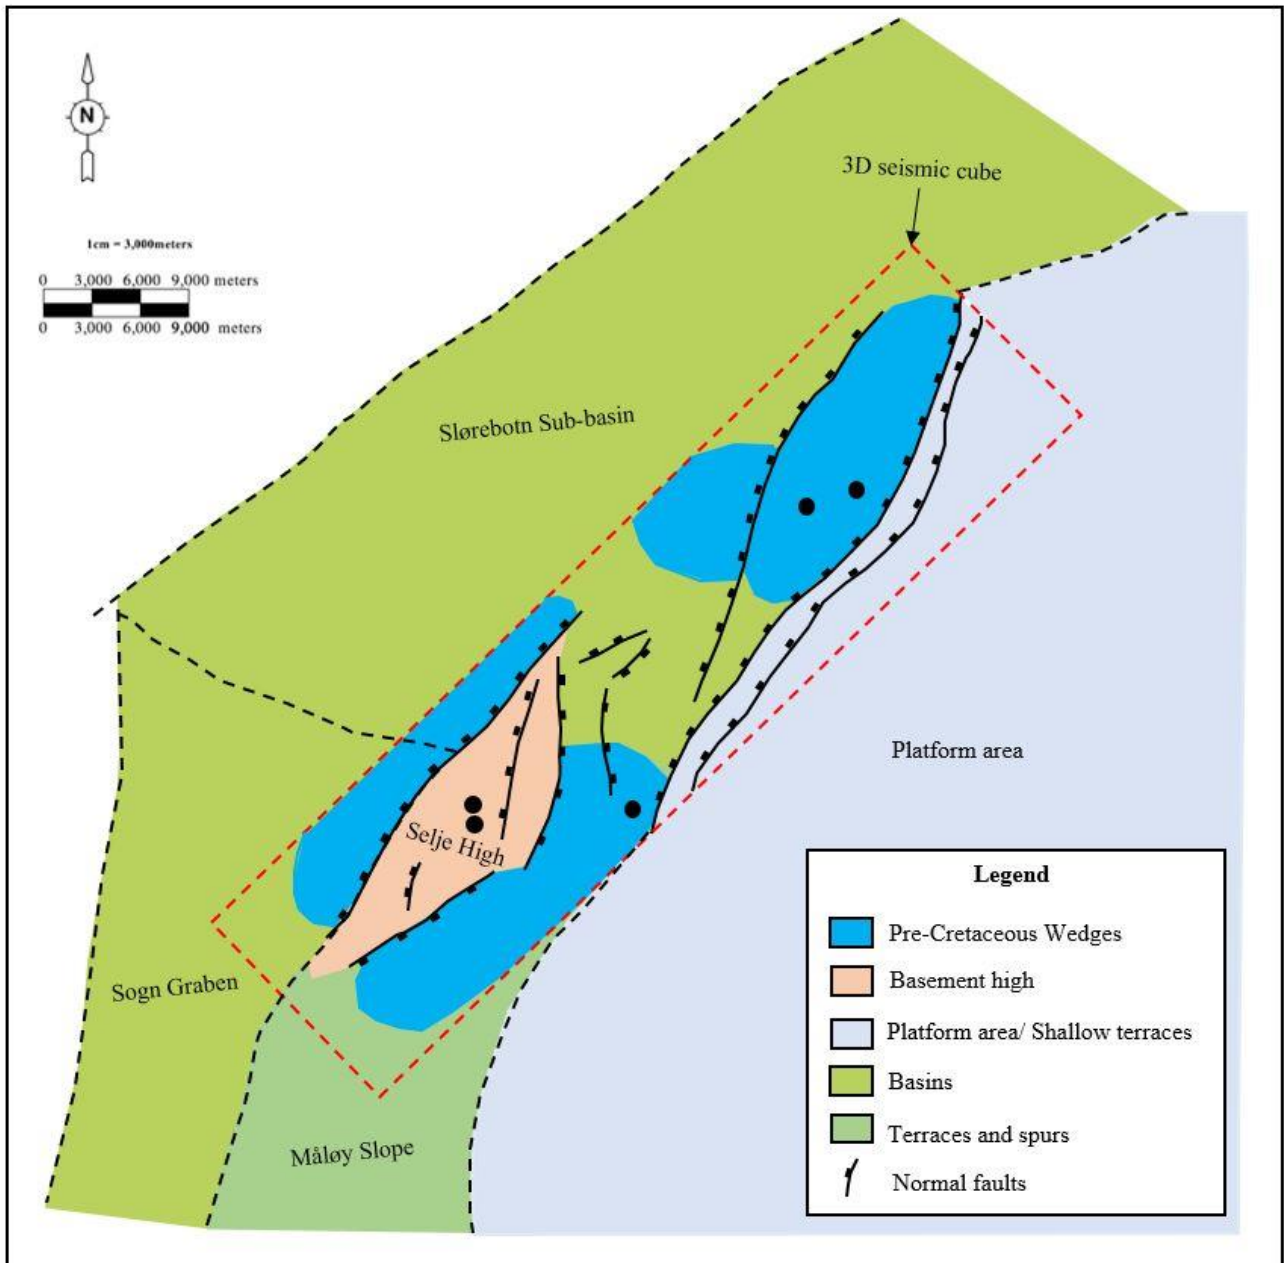 N
3D seismic cube
1cm = 3,000meters
0 3,000 6,000 9,000 meters
0 3,000 6,000 9,000 meters
Slørebotn Sub-basin
Platform area
Selje High
Sogn Graben
Måløy Slope
Legend
Pre-Cretaceous Wedges
Basement high
Platform area/ Shallow terraces
Basins
Terraces and spurs
Normal faults